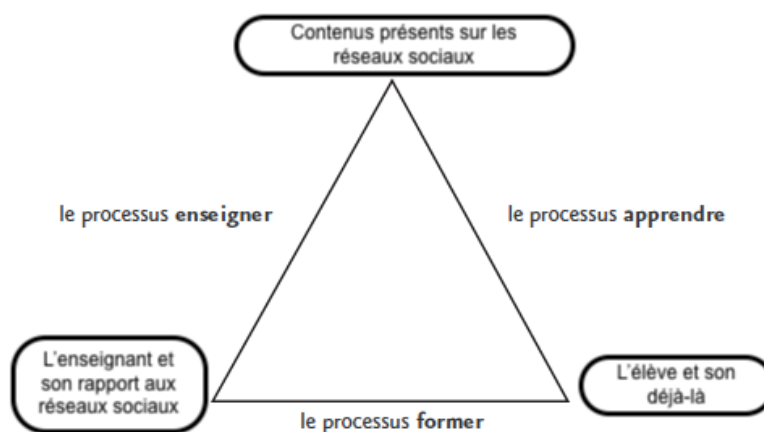 Contenus présents sur les
réseaux sociaux
le processus enseigner
le processus apprendre
L'enseignant et
son rapport aux
réseaux sociaux
L'élève et son
déjà-là
le processus former